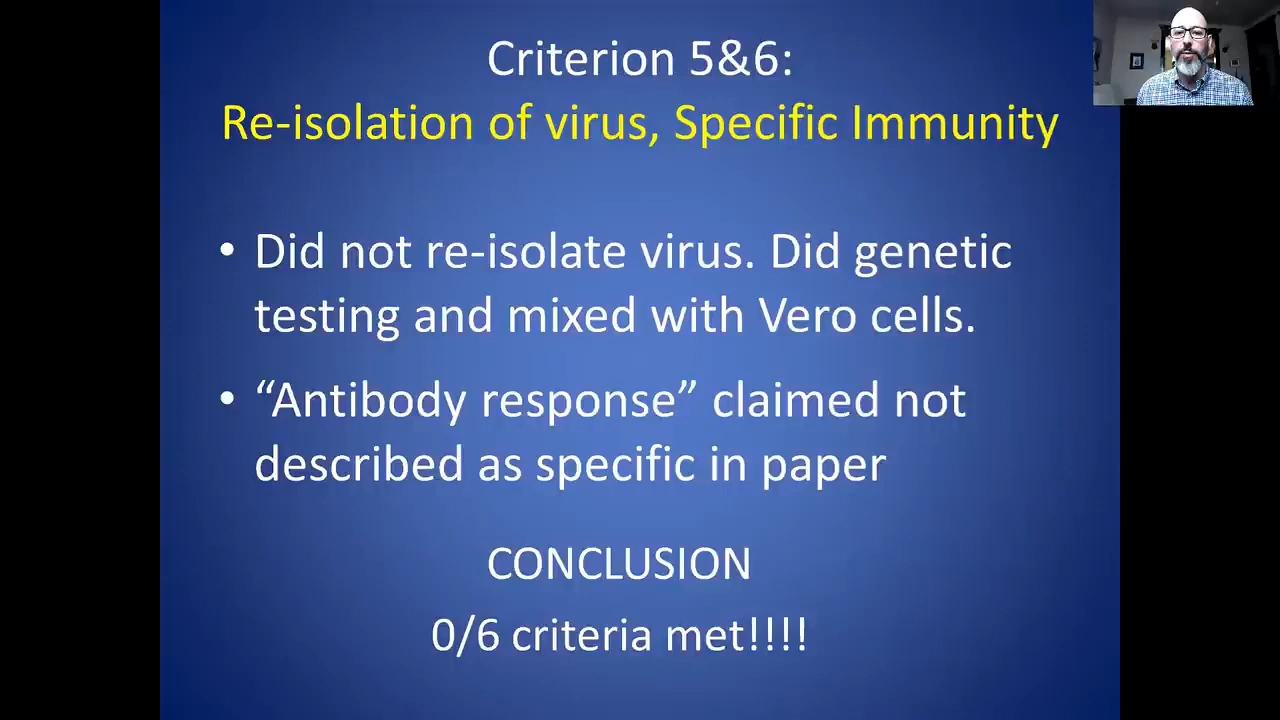 Criterion 5&6:
Re-isolation of virus, Specific Immunity
• Did not re-isolate virus. Did genetic
testing and mixed with Vero cells.
• “Antibody response” claimed not
described as specific in paper
CONCLUSION
0/6 criteria met!!!!